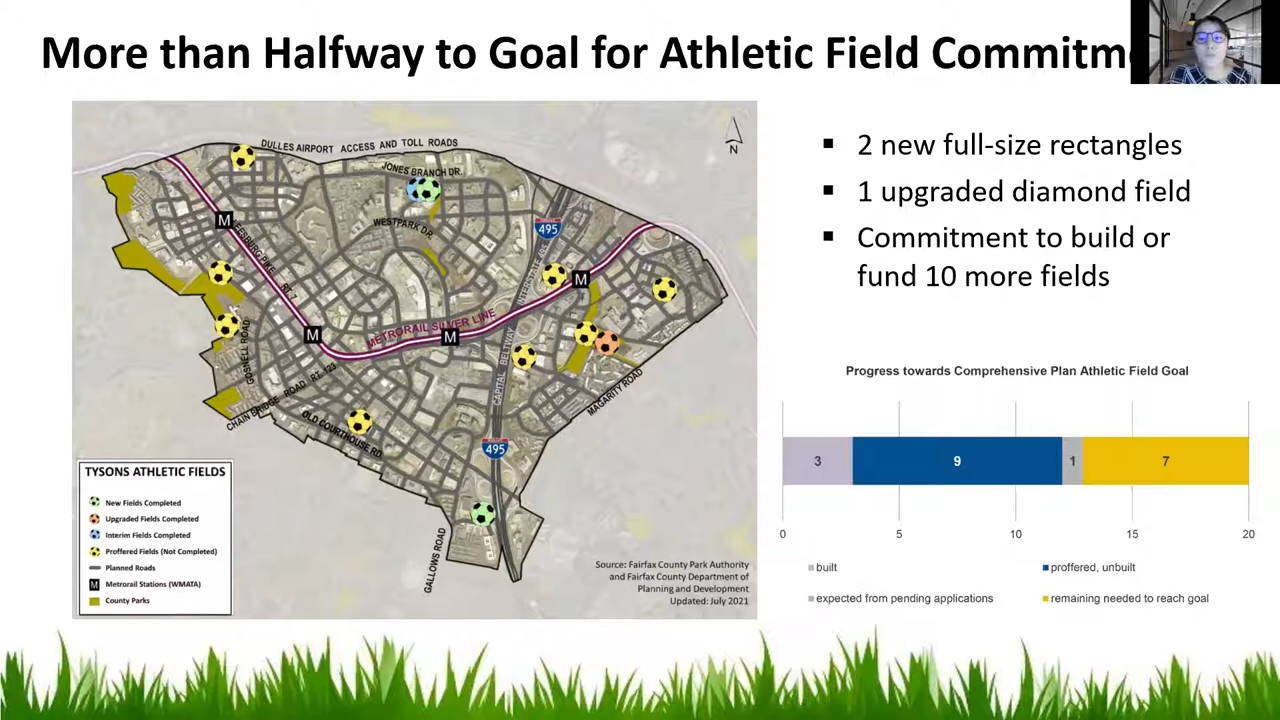 More than Halfway to Goal for Athletic Field Commitm
DULLES AIRPORT ACCESS AND TOLL ROADS
N
JONES BRANCH DR.
WESTPARK DR.
INTERSTATE
495
M
LEESBURG PIKE RT. 7
M
METRORAIL SILVER LINE
M
M
GOSNELL ROAD
CAPITAL BELTWAY
INTERSTATE 495
CHAIN BRIDGE ROAD RT. 123
MAGARITY ROAD
OLD COURTHOUSE RD.
INTERSTATE
495
GALLOWS ROAD
TYSONS ATHLETIC FIELDS
New Fields Completed
Upgraded Fields Completed
Interim Fields Completed
Proffered Fields (Not Completed)
Planned Roads
M Metrorail Stations (WMATA)
County Parks
Source: Fairfax County Park Authority
and Fairfax County Department of
Planning and Development
Updated: July 2021
▪ 2 new full-size rectangles
▪ 1 upgraded diamond field
▪ Commitment to build or
fund 10 more fields
Progress towards Comprehensive Plan Athletic Field Goal
3 9 1 7
0 5 10 15 20
built proffered, unbuilt
expected from pending applications remaining needed to reach goal